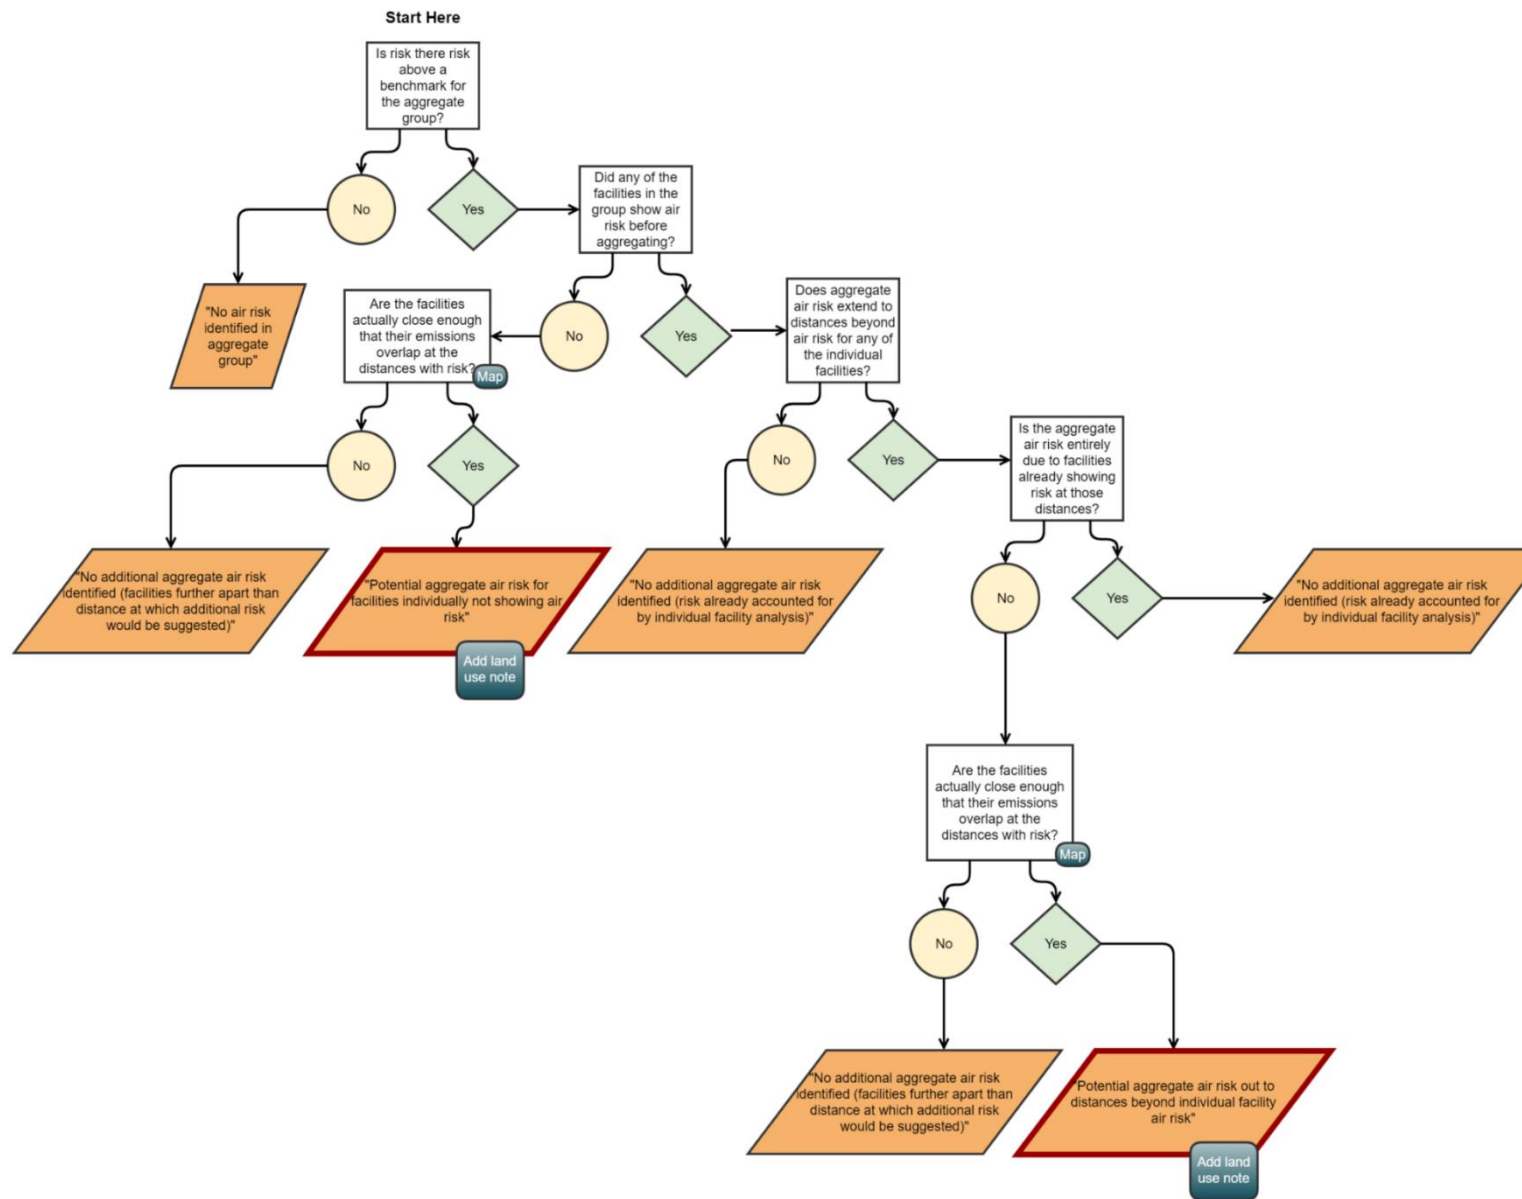 Start Here
Is risk there risk
above a
benchmark for
the aggregate
group?
No
Yes
Did any of the
facilities in the
group show air
risk before
aggregating?
"No air risk
identified in
aggregate
group"
Are the facilities
actually close enough
that their emissions
overlap at the
distances with risk?
Map
No
Yes
Does aggregate
air risk extend to
distances beyond
air risk for any of
the individual
facilities?
No
Yes
No
Yes
Is the aggregate
air risk entirely
due to facilities
already showing
risk at those
distances?
"No additional aggregate air risk
identified (facilities further apart than
distance at which additional risk
would be suggested)"
"Potential aggregate air risk for
facilities individually not showing air
risk"
Add land
use note
"No additional aggregate air risk
identified (risk already accounted for
by individual facility analysis)"
No
Yes
"No additional aggregate air risk
identified (risk already accounted for
by individual facility analysis)"
Are the facilities
actually close enough
that their emissions
overlap at the
distances with risk?
Map
No
Yes
"No additional aggregate air risk
identified (facilities further apart than
distance at which additional risk
would be suggested)"
"Potential aggregate air risk out to
distances beyond individual facility
air risk"
Add land
use note